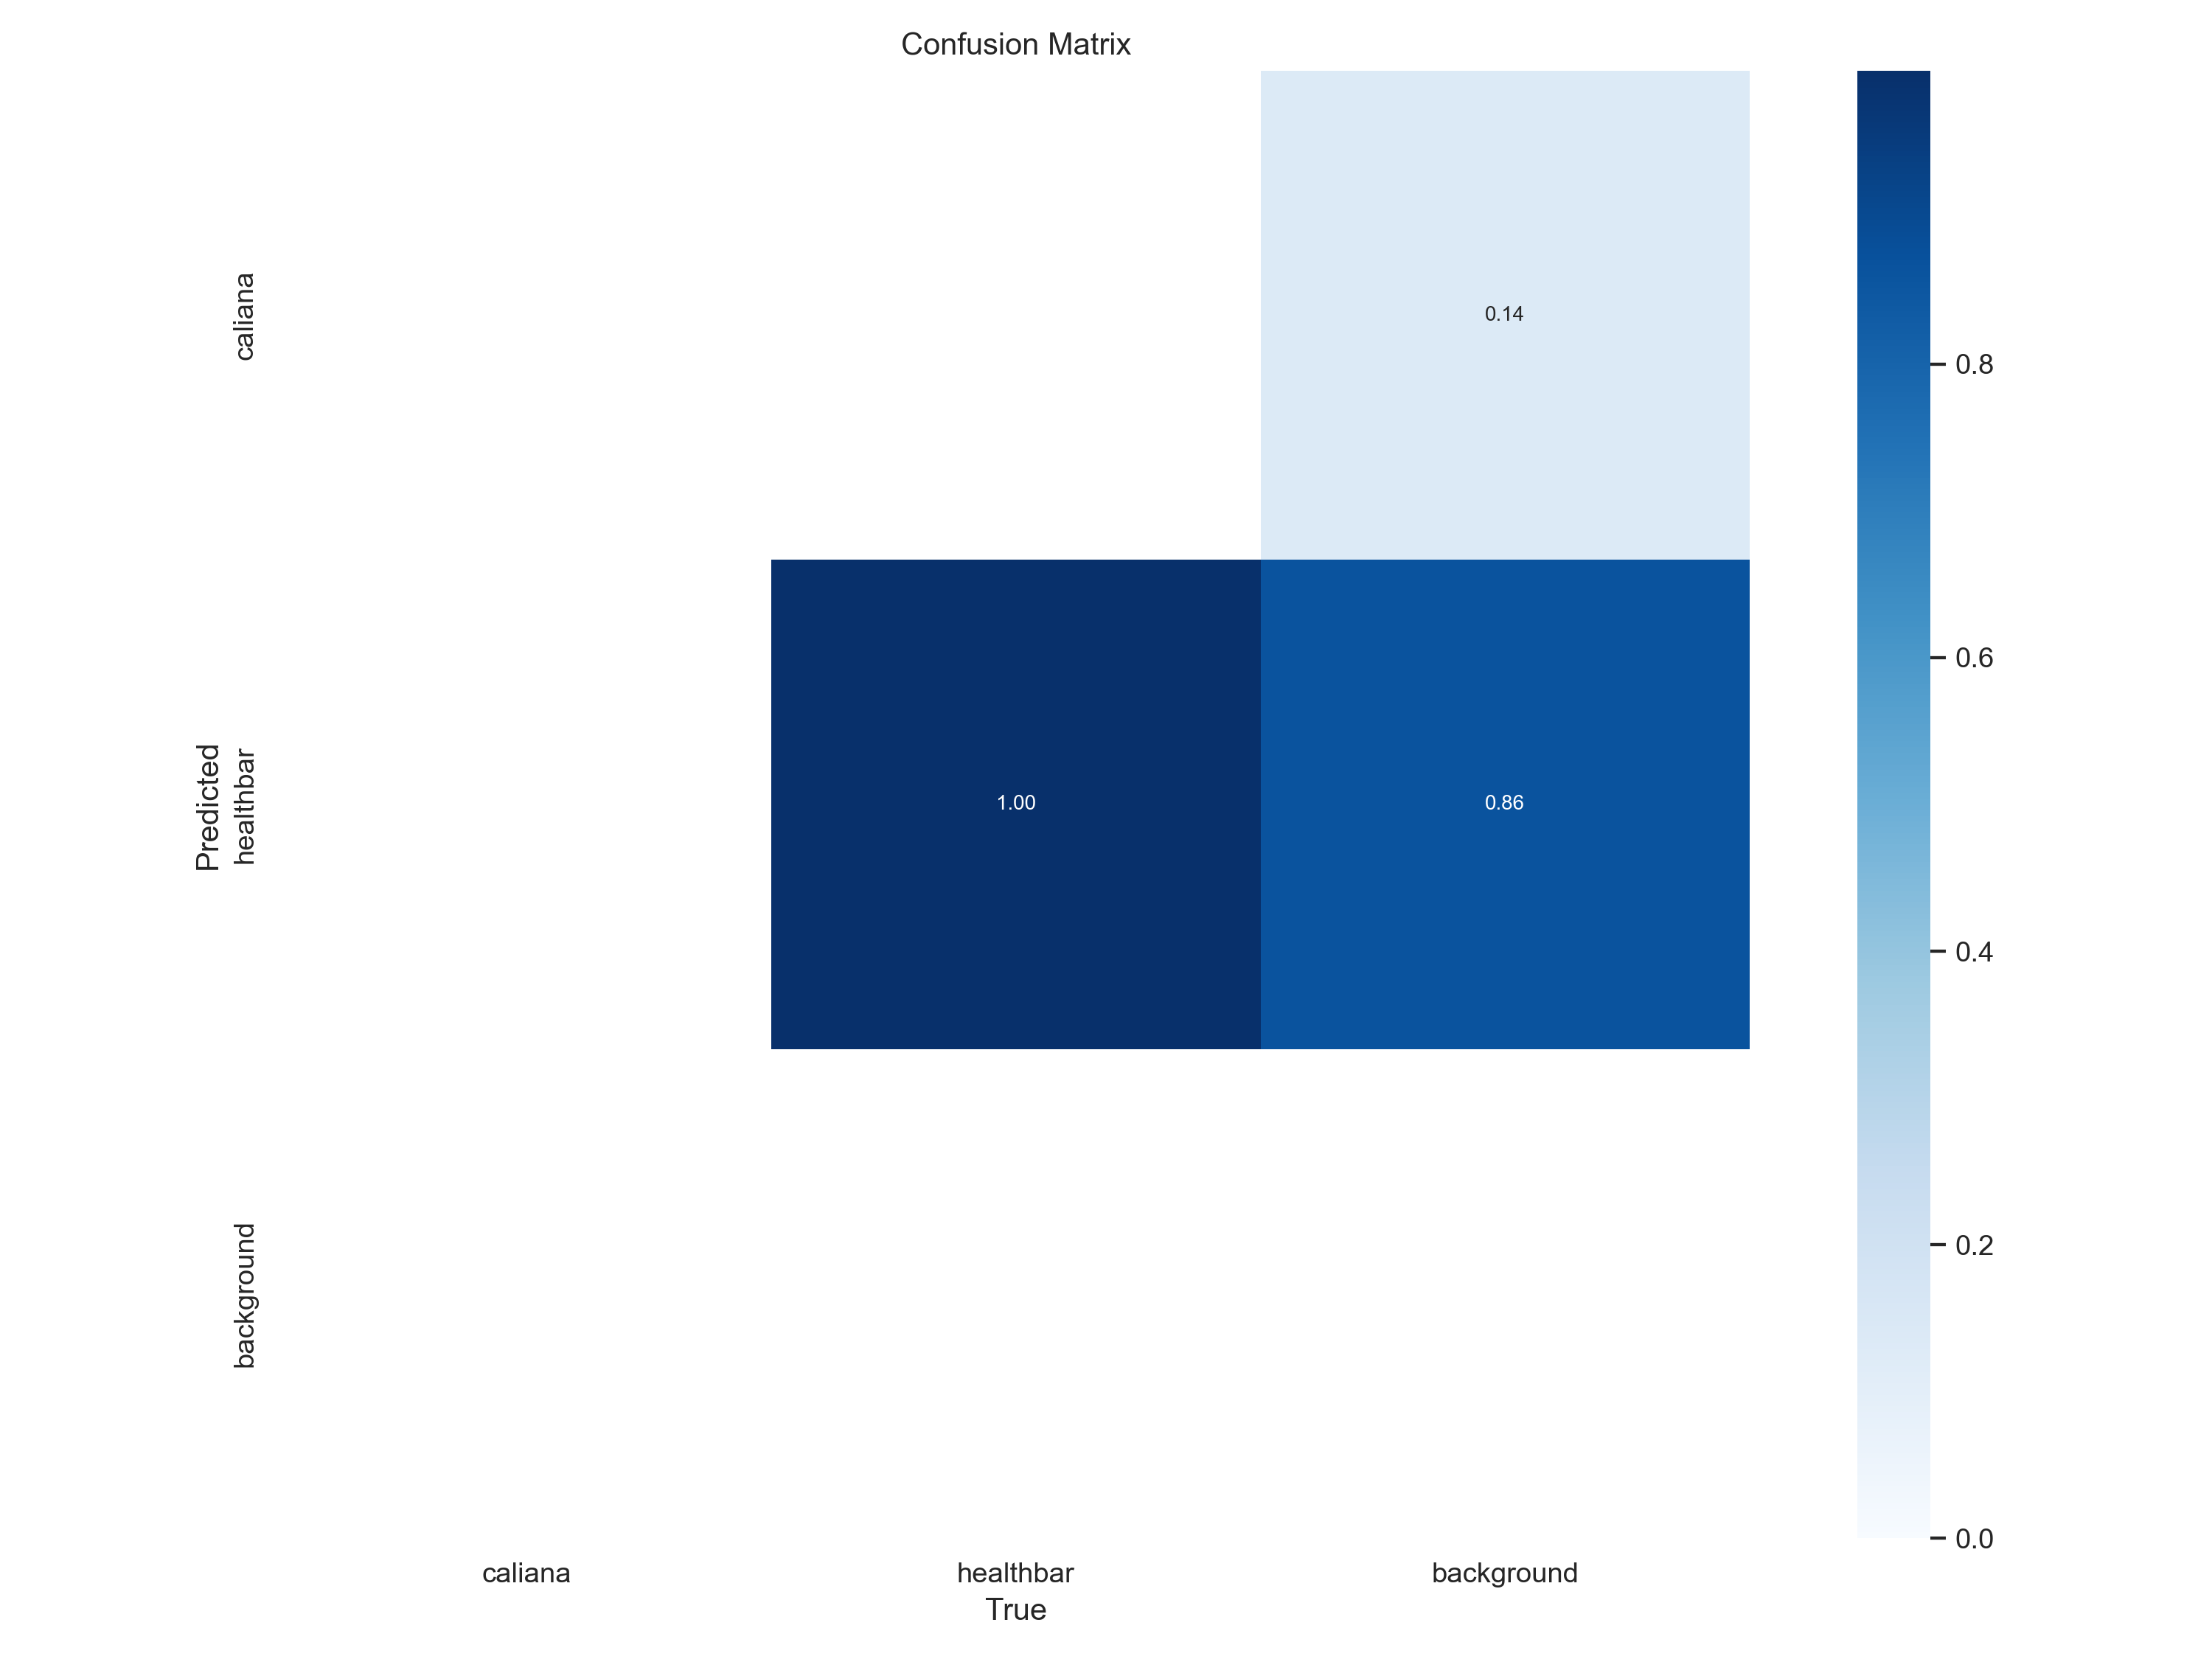 Confusion Matrix
caliana
0.14
Predicted
healthbar
1.00
0.86
background
caliana
healthbar
background
True
0.8
0.6
0.4
0.2
0.0